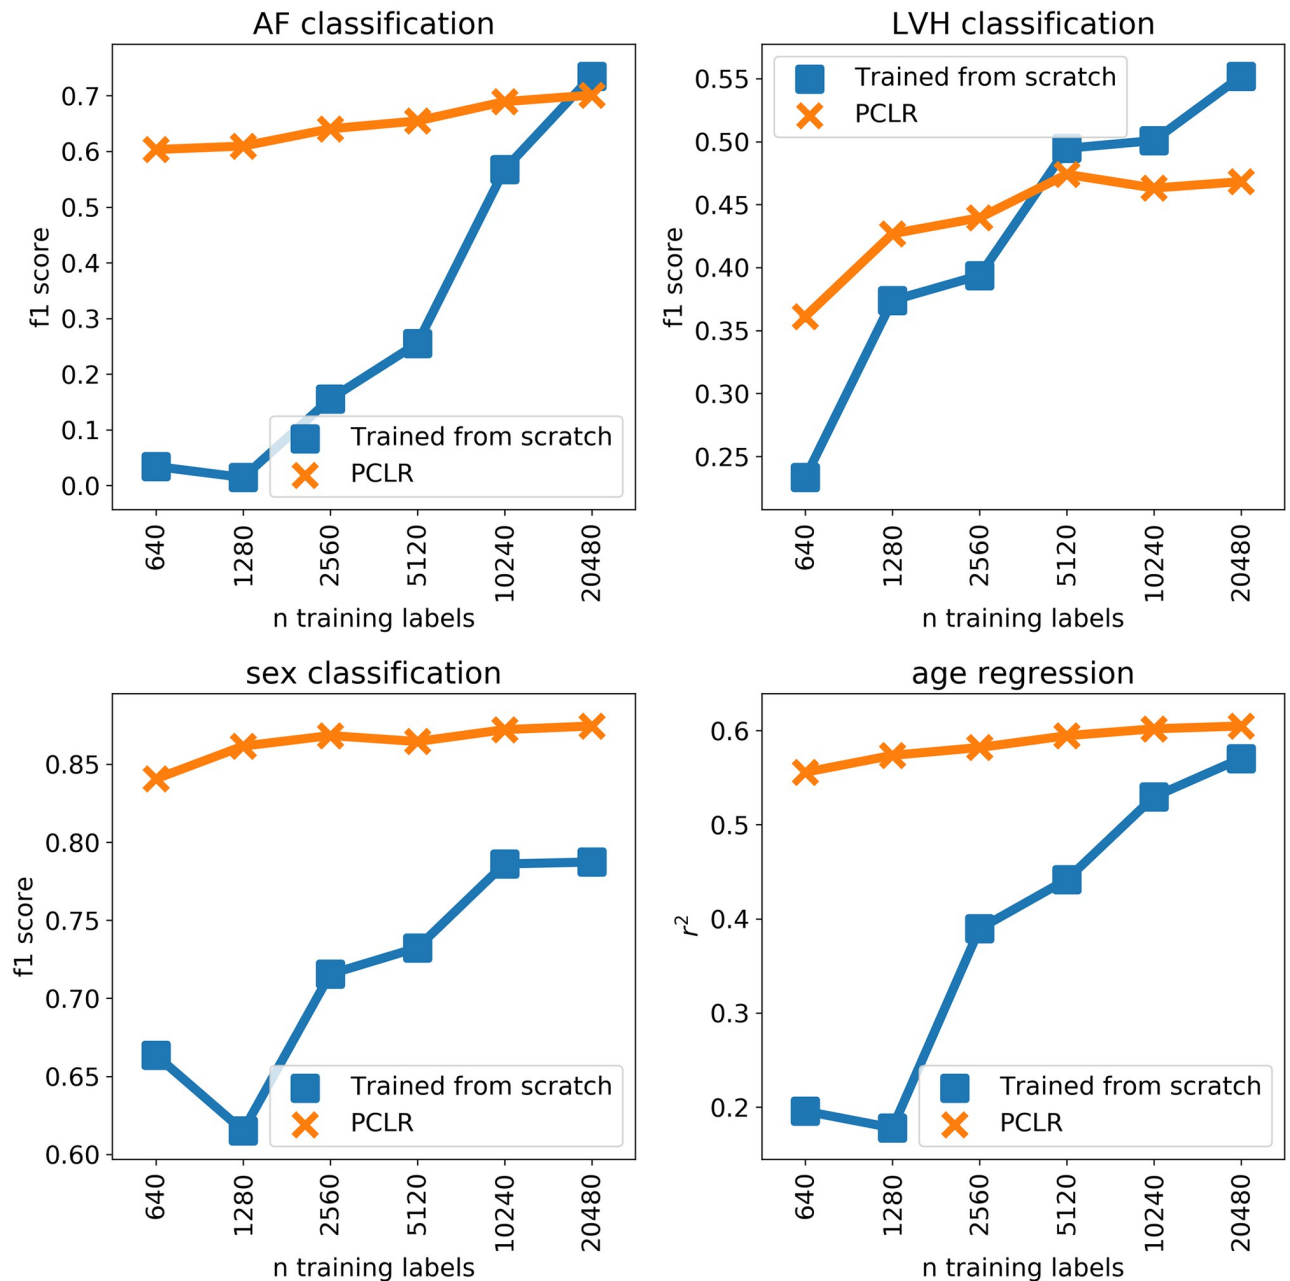 AF classification
f1 score
0.7
0.6
0.5
0.4
0.3
0.2
0.1
0.0
Trained from scratch
PCLR
640
1280
2560
5120
10240
20480
n training labels
LVH classification
f1 score
0.55
0.50
0.45
0.40
0.35
0.30
0.25
Trained from scratch
PCLR
640
1280
2560
5120
10240
20480
n training labels
sex classification
f1 score
0.85
0.80
0.75
0.70
0.65
0.60
Trained from scratch
PCLR
640
1280
2560
5120
10240
20480
n training labels
age regression
r²
0.6
0.5
0.4
0.3
0.2
Trained from scratch
PCLR
640
1280
2560
5120
10240
20480
n training labels